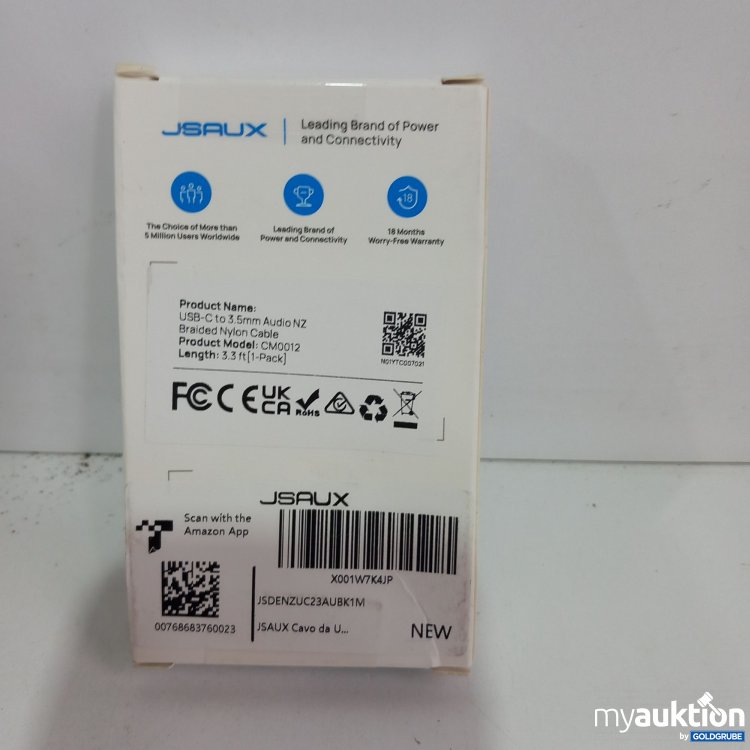 JSAUX
Leading Brand of Power
and Connectivity
18
The Choice of More than
5 Million Users Worldwide
Leading Brand of
Power and Connectivity
18 Months
Worry-Free Warranty
Product Name:
USB-C to 3.5mm Audio NZ
Braided Nylon Cable
Product Model: CM0012
Length: 3.3 ft[1-Pack]
N01YTC007021
FC CE UK
CA
RoHS
JSAUX
Scan with the
Amazon App
X001W7K4JP
JSDENZUC23AUBK1M
00768683760023
JSAUX Cavo da U...
NEW
myauktion
by GOLDGRUBE